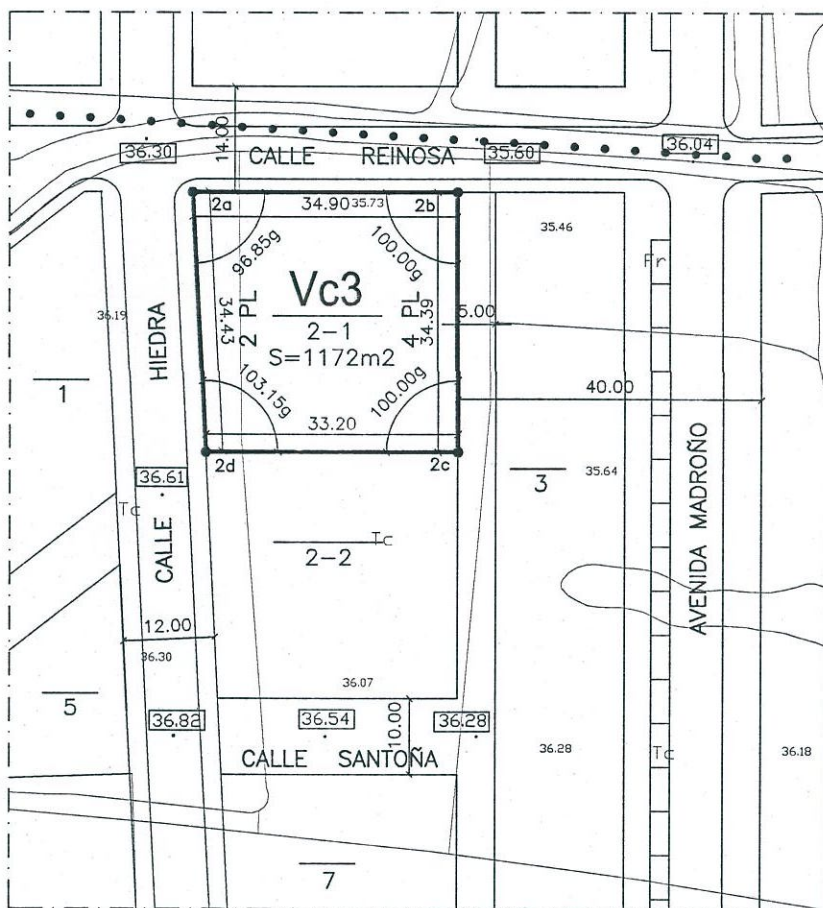 14.00
36.30
CALLE REINOSA
35.60
36.04
2a
34.90
35.73
2b
35.46
96.85g
100.00g
Fr
Vc3
2-1
S=1172m2
2 PL
34.43
4 PL
34.39
5.00
36.19
HIEDRA
1
103.15g
100.00g
40.00
33.20
2d
2c
36.61
3
35.64
Tc
CALLE
2-2
Tc
AVENIDA MADROÑO
12.00
36.30
36.07
5
36.82
36.54
10.00
36.28
CALLE SANTOÑA
36.28
Tc
36.18
7